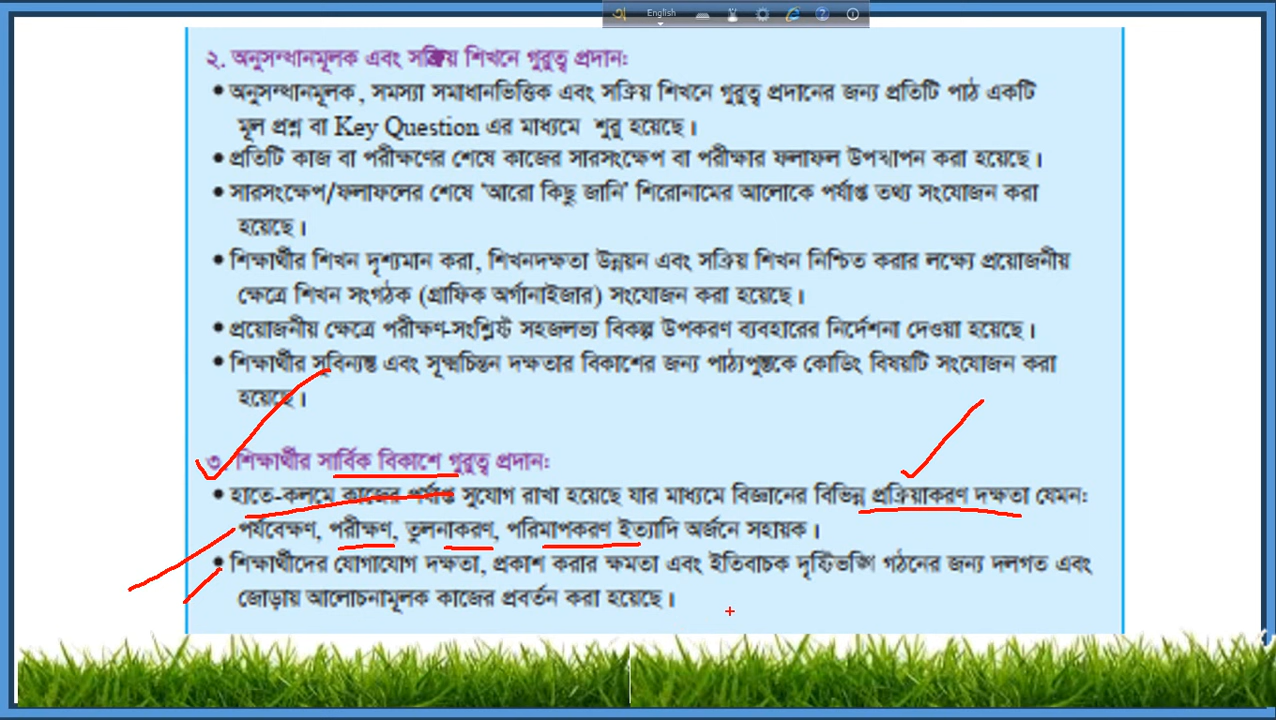 English
২. অনুসন্ধানমূলক এবং সক্রিয় শিখনে গুরুত্ব প্রদান:
• অনুসন্ধানমূলক, সমস্যা সমাধানভিত্তিক এবং সক্রিয় শিখনে গুরুত্ব প্রদানের জন্য প্রতিটি পাঠ একটি
মূল প্রশ্ন বা Key Question এর মাধ্যমে শুরু হয়েছে।
• প্রতিটি কাজ বা পরীক্ষণের শেষে কাজের সারসংক্ষেপ বা পরীক্ষার ফলাফল উপস্থাপন করা হয়েছে।
• সারসংক্ষেপ/ফলাফলের শেষে ‘আরো কিছু জানি’ শিরোনামের আলোকে পর্যাপ্ত তথ্য সংযোজন করা
হয়েছে।
• শিক্ষার্থীর শিখন দৃশ্যমান করা, শিখনদক্ষতা উন্নয়ন এবং সক্রিয় শিখন নিশ্চিত করার লক্ষ্যে প্রয়োজনীয়
ক্ষেত্রে শিখন সংগঠক (গ্রাফিক অর্গানাইজার) সংযোজন করা হয়েছে।
• প্রয়োজনীয় ক্ষেত্রে পরীক্ষণ-সংশ্লিষ্ট সহজলভ্য বিকল্প উপকরণ ব্যবহারের নির্দেশনা দেওয়া হয়েছে।
• শিক্ষার্থীর সুবিন্যস্ত এবং সূক্ষ্মচিন্তন দক্ষতার বিকাশের জন্য পাঠ্যপুস্তকে কোডিং বিষয়টি সংযোজন করা
হয়েছে।
৩. শিক্ষার্থীর সার্বিক বিকাশে গুরুত্ব প্রদান:
• হাতে-কলমে কাজের পর্যাপ্ত সুযোগ রাখা হয়েছে যার মাধ্যমে বিজ্ঞানের বিভিন্ন প্রক্রিয়াকরণ দক্ষতা যেমন:
পর্যবেক্ষণ, পরীক্ষণ, তুলনাকরণ, পরিমাপকরণ ইত্যাদি অর্জনে সহায়ক।
• শিক্ষার্থীদের যোগাযোগ দক্ষতা, প্রকাশ করার ক্ষমতা এবং ইতিবাচক দৃষ্টিভঙ্গি গঠনের জন্য দলগত এবং
জোড়ায় আলোচনামূলক কাজের প্রবর্তন করা হয়েছে।